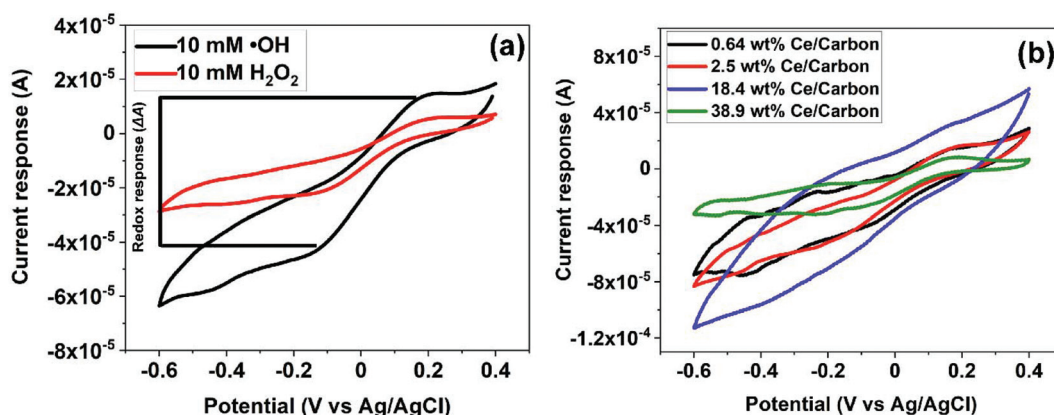 (a)
10 mM •OH
10 mM H₂O₂
4x10⁻⁵
2x10⁻⁵
0
-2x10⁻⁵
-4x10⁻⁵
-6x10⁻⁵
-8x10⁻⁵
Current response (A)
Redox response (ΔA)
-0.6
-0.4
-0.2
0.0
0.2
0.4
Potential (V vs Ag/AgCl)
(b)
0.64 wt% Ce/Carbon
2.5 wt% Ce/Carbon
18.4 wt% Ce/Carbon
38.9 wt% Ce/Carbon
8x10⁻⁵
4x10⁻⁵
0
-4x10⁻⁵
-8x10⁻⁵
-1.2x10⁻⁴
Current response (A)
-0.6
-0.4
-0.2
0.0
0.2
0.4
Potential (V vs Ag/AgCl)